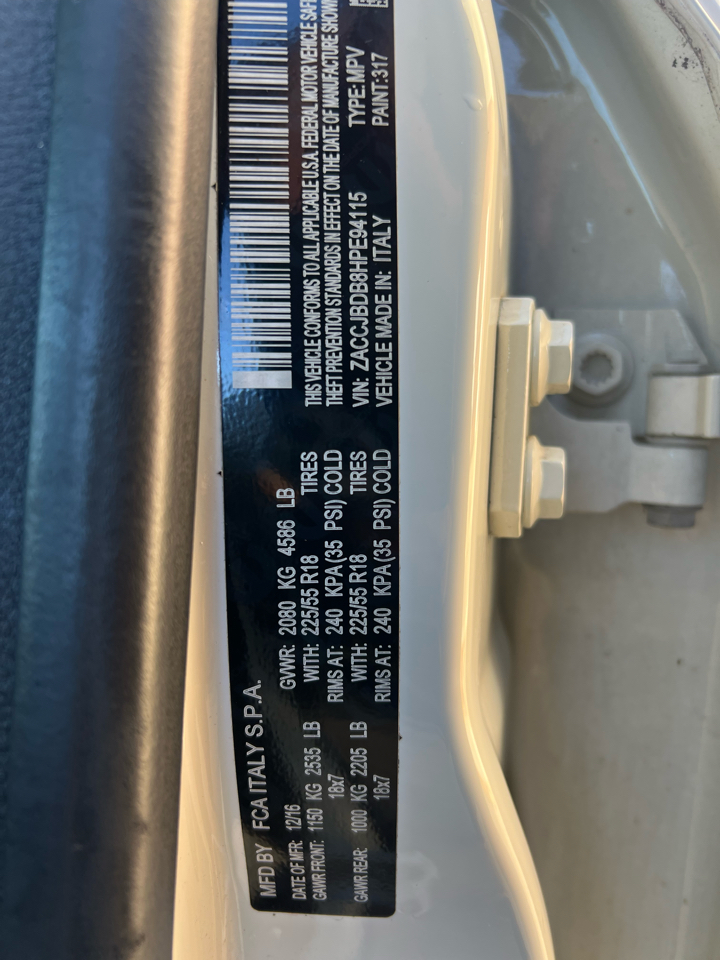 MFD BY FCA ITALY S.P.A.
DATE OF MFR: 12/16 GVWR: 2080 KG 4586 LB
GAWR FRONT: 1150 KG 2535 LB WITH: 225/55 R18 TIRES
18x7 RIMS AT: 240 KPA(35 PSI) COLD
GAWR REAR: 1000 KG 2205 LB WITH: 225/55 R18 TIRES
18x7 RIMS AT: 240 KPA(35 PSI) COLD
THIS VEHICLE CONFORMS TO ALL APPLICABLE U.S.A. FEDERAL MOTOR VEHICLE
THEFT PREVENTION STANDARDS IN EFFECT ON THE DATE OF MANUFACTURE SHOWN
VIN: ZACCJBDB8HPE94115 TYPE: MPV
VEHICLE MADE IN: ITALY PAINT: 317